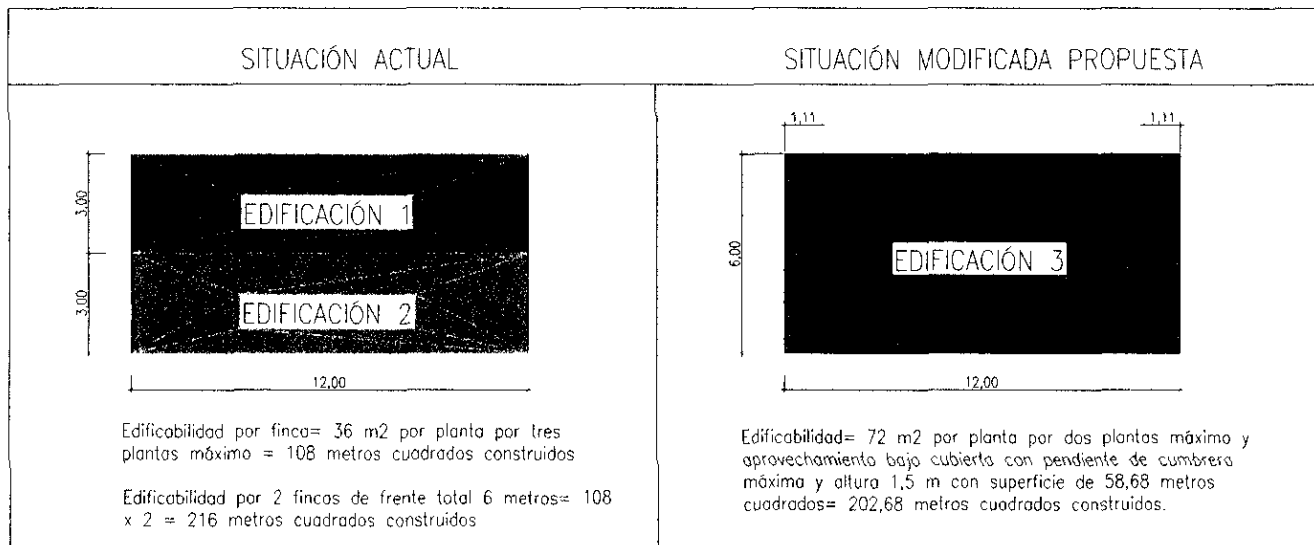 SITUACIÓN ACTUAL
SITUACIÓN MODIFICADA PROPUESTA
3,00
3,00
EDIFICACIÓN 1
EDIFICACIÓN 2
12,00
Edificabilidad por finca= 36 m2 por planta por tres
plantas máximo = 108 metros cuadrados construidos
Edificabilidad por 2 fincas de frente total 6 metros= 108
x 2 = 216 metros cuadrados construidos
1,11
1,11
6,00
EDIFICACIÓN 3
12,00
Edificabilidad= 72 m2 por planta por dos plantas máximo y
aprovechamiento bajo cubierta con pendiente de cumbrera
máxima y altura 1,5 m con superficie de 58,68 metros
cuadrados= 202,68 metros cuadrados construidos.